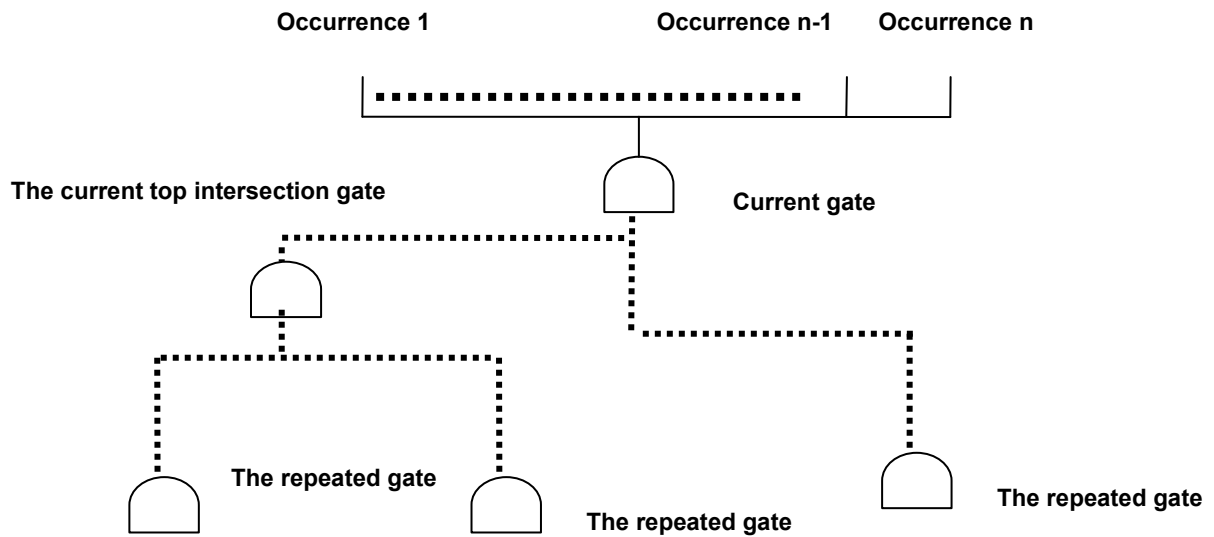 Occurrence 1 Occurrence n-1 Occurrence n
The current top intersection gate
Current gate
The repeated gate
The repeated gate
The repeated gate